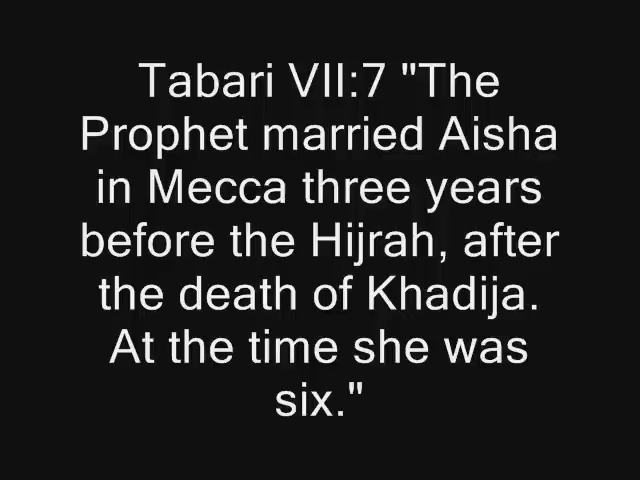 Tabari VII:7 "The
Prophet married Aisha
in Mecca three years
before the Hijrah, after
the death of Khadija.
At the time she was
six."